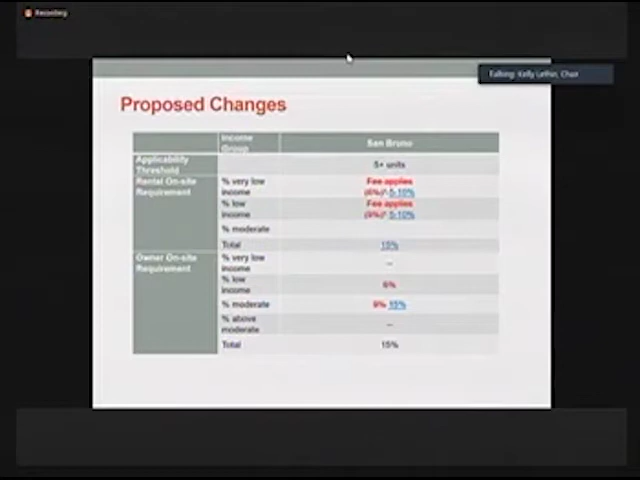 Recording
Talking: Kelly Lethin, Chair
Proposed Changes
Income
Group
San Bruno
Applicability
Threshold
5+ units
Rental On-site
Requirement
% very low
income
Fee applies
(6%)* 5-10%
% low
income
Fee applies
(9%)* 5-10%
% moderate
Total
15%
Owner On-site
Requirement
% very low
income
--
% low
income
6%
% moderate
9% 15%
% above
moderate
--
Total
15%